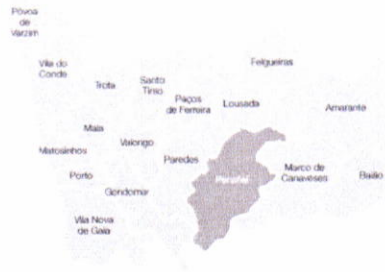 Póvoa
de
Varzim
Vila do
Conde
Trofa
Santo
Tirso
Felgueiras
Paços
de Ferreira
Lousada
Amarante
Maia
Valongo
Matosinhos
Paredes
Penafiel
Marco de
Canaveses
Baião
Porto
Gondomar
Vila Nova
de Gaia